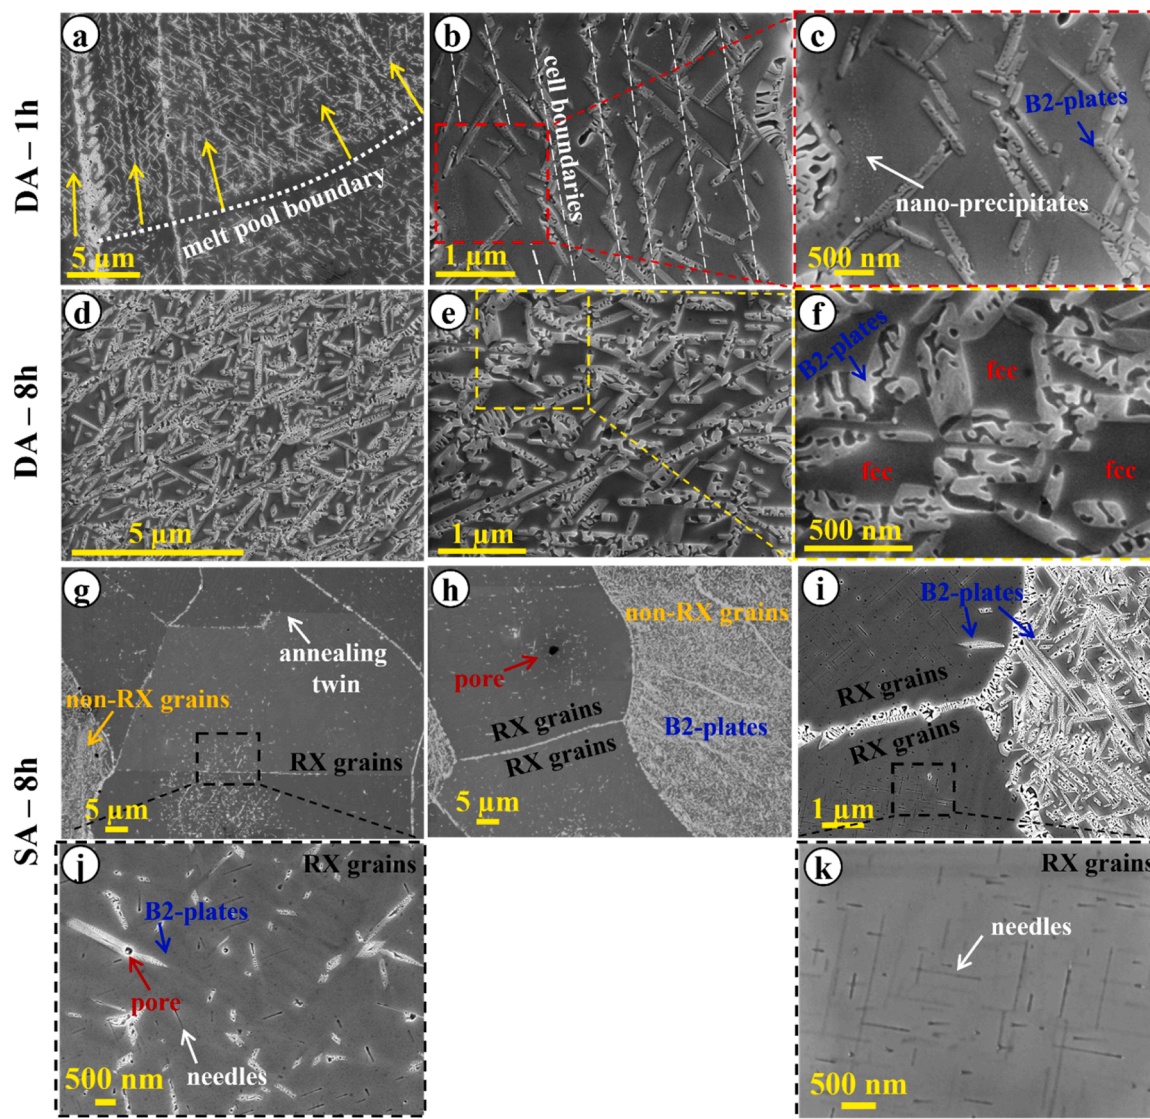 DA – 1h
a
melt pool boundary
5 µm
b
cell boundaries
1 µm
c
B2-plates
nano-precipitates
500 nm
DA – 8h
d
5 µm
e
1 µm
f
B2-plates
fcc
fcc
fcc
500 nm
SA – 8h
g
annealing
twin
non-RX grains
RX grains
5 µm
h
non-RX grains
pore
RX grains
RX grains
B2-plates
5 µm
i
B2-plates
RX grains
RX grains
1 µm
j
RX grains
B2-plates
pore
needles
500 nm
k
RX grains
needles
500 nm